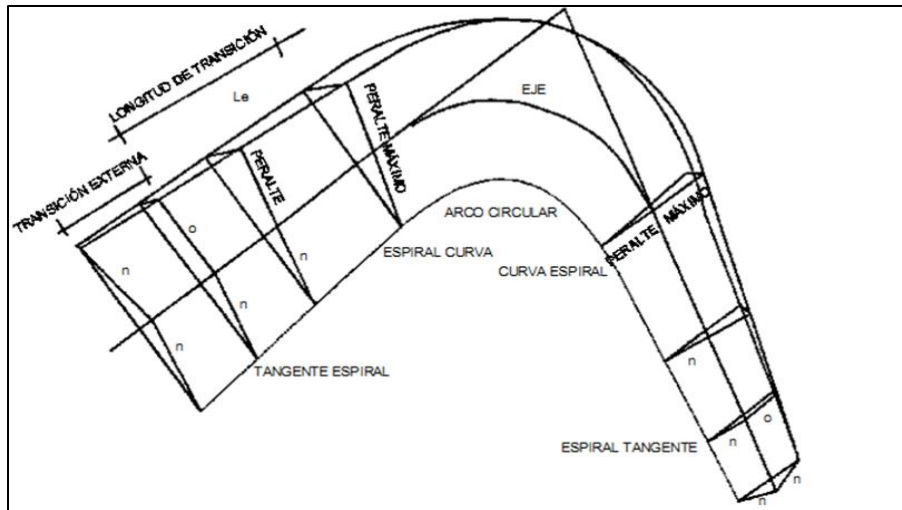 LONGITUD DE TRANSICIÓN
Le
EJE
PERALTE MÁXIMO
TRANSICIÓN EXTERNA
PERALTE
o
ARCO CIRCULAR
PERALTE MÁXIMO
n
n
ESPIRAL CURVA
CURVA ESPIRAL
n
n
n
TANGENTE ESPIRAL
o
ESPIRAL TANGENTE
n
n
n